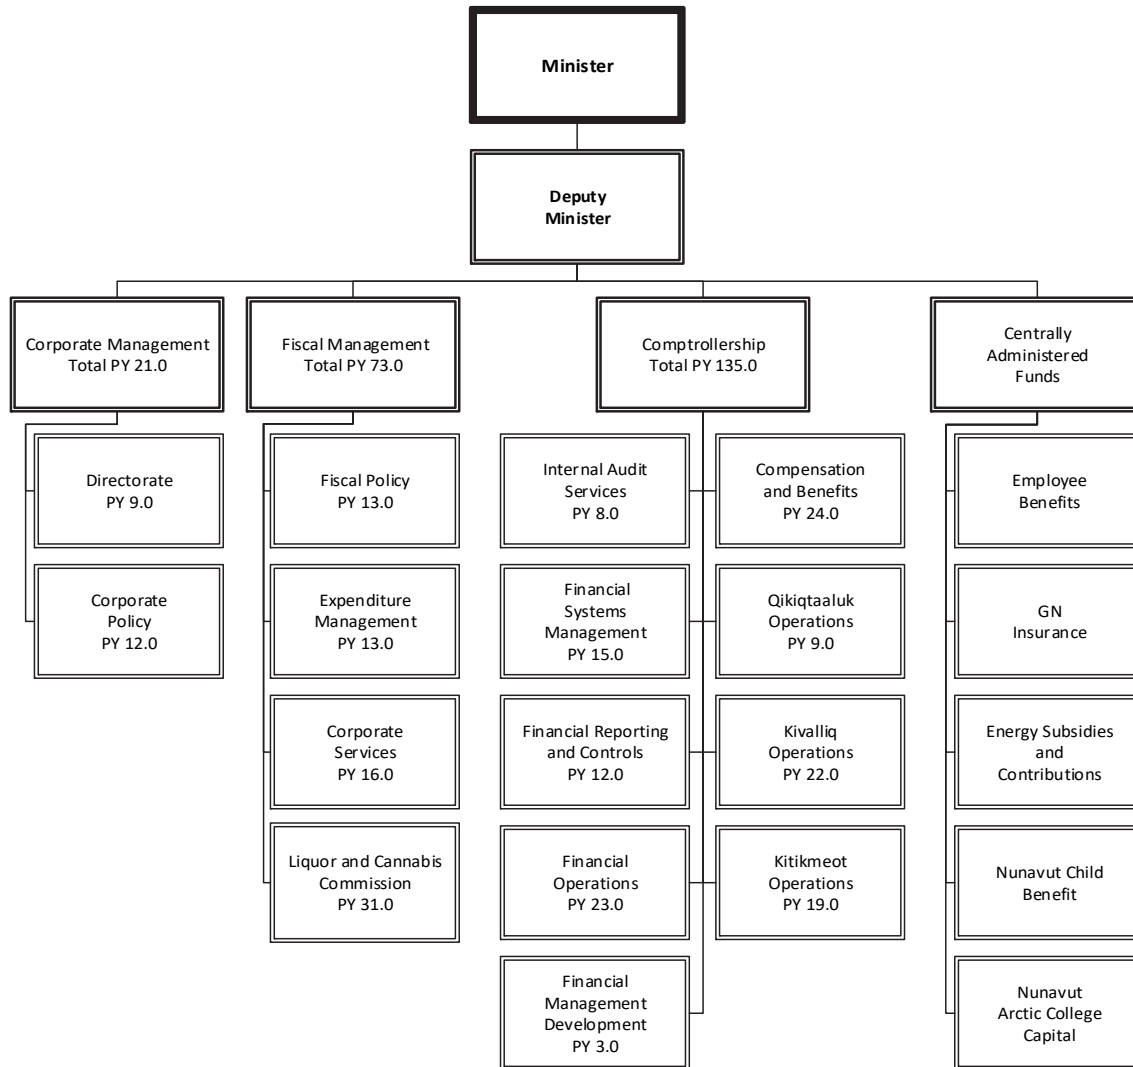 Minister
Deputy
Minister
Corporate Management
Total PY 21.0
Fiscal Management
Total PY 73.0
Comptrollership
Total PY 135.0
Centrally
Administered
Funds
Directorate
PY 9.0
Corporate
Policy
PY 12.0
Fiscal Policy
PY 13.0
Expenditure
Management
PY 13.0
Corporate
Services
PY 16.0
Liquor and Cannabis
Commission
PY 31.0
Internal Audit
Services
PY 8.0
Financial
Systems
Management
PY 15.0
Financial Reporting
and Controls
PY 12.0
Financial
Operations
PY 23.0
Financial
Management
Development
PY 3.0
Compensation
and Benefits
PY 24.0
Qikiqtaaluk
Operations
PY 9.0
Kivalliq
Operations
PY 22.0
Kitikmeot
Operations
PY 19.0
Employee
Benefits
GN
Insurance
Energy Subsidies
and
Contributions
Nunavut Child
Benefit
Nunavut
Arctic College
Capital